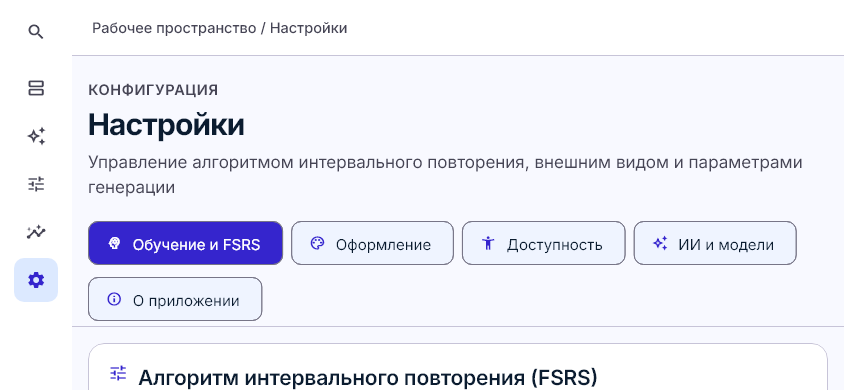 Рабочее пространство / Настройки
КОНФИГУРАЦИЯ
Настройки
Управление алгоритмом интервального повторения, внешним видом и параметрами
генерации
Обучение и FSRS
Оформление
Доступность
ИИ и модели
О приложении
Алгоритм интервального повторения (FSRS)